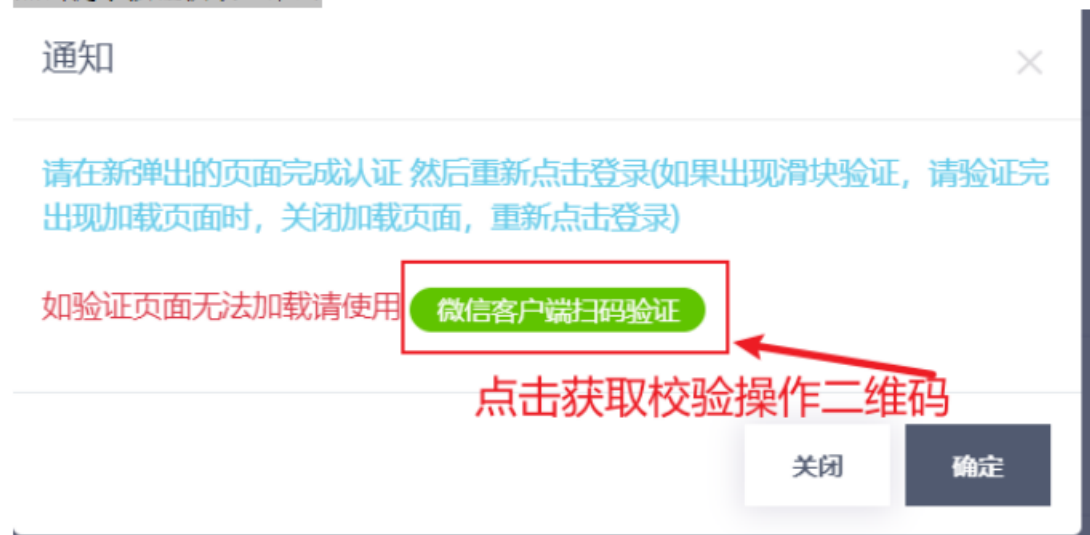 通知
请在新弹出的页面完成认证 然后重新点击登录(如果出现滑块验证，请验证完
出现加载页面时，关闭加载页面，重新点击登录)
如验证页面无法加载请使用 微信客户端扫码验证
点击获取校验操作二维码
关闭 确定